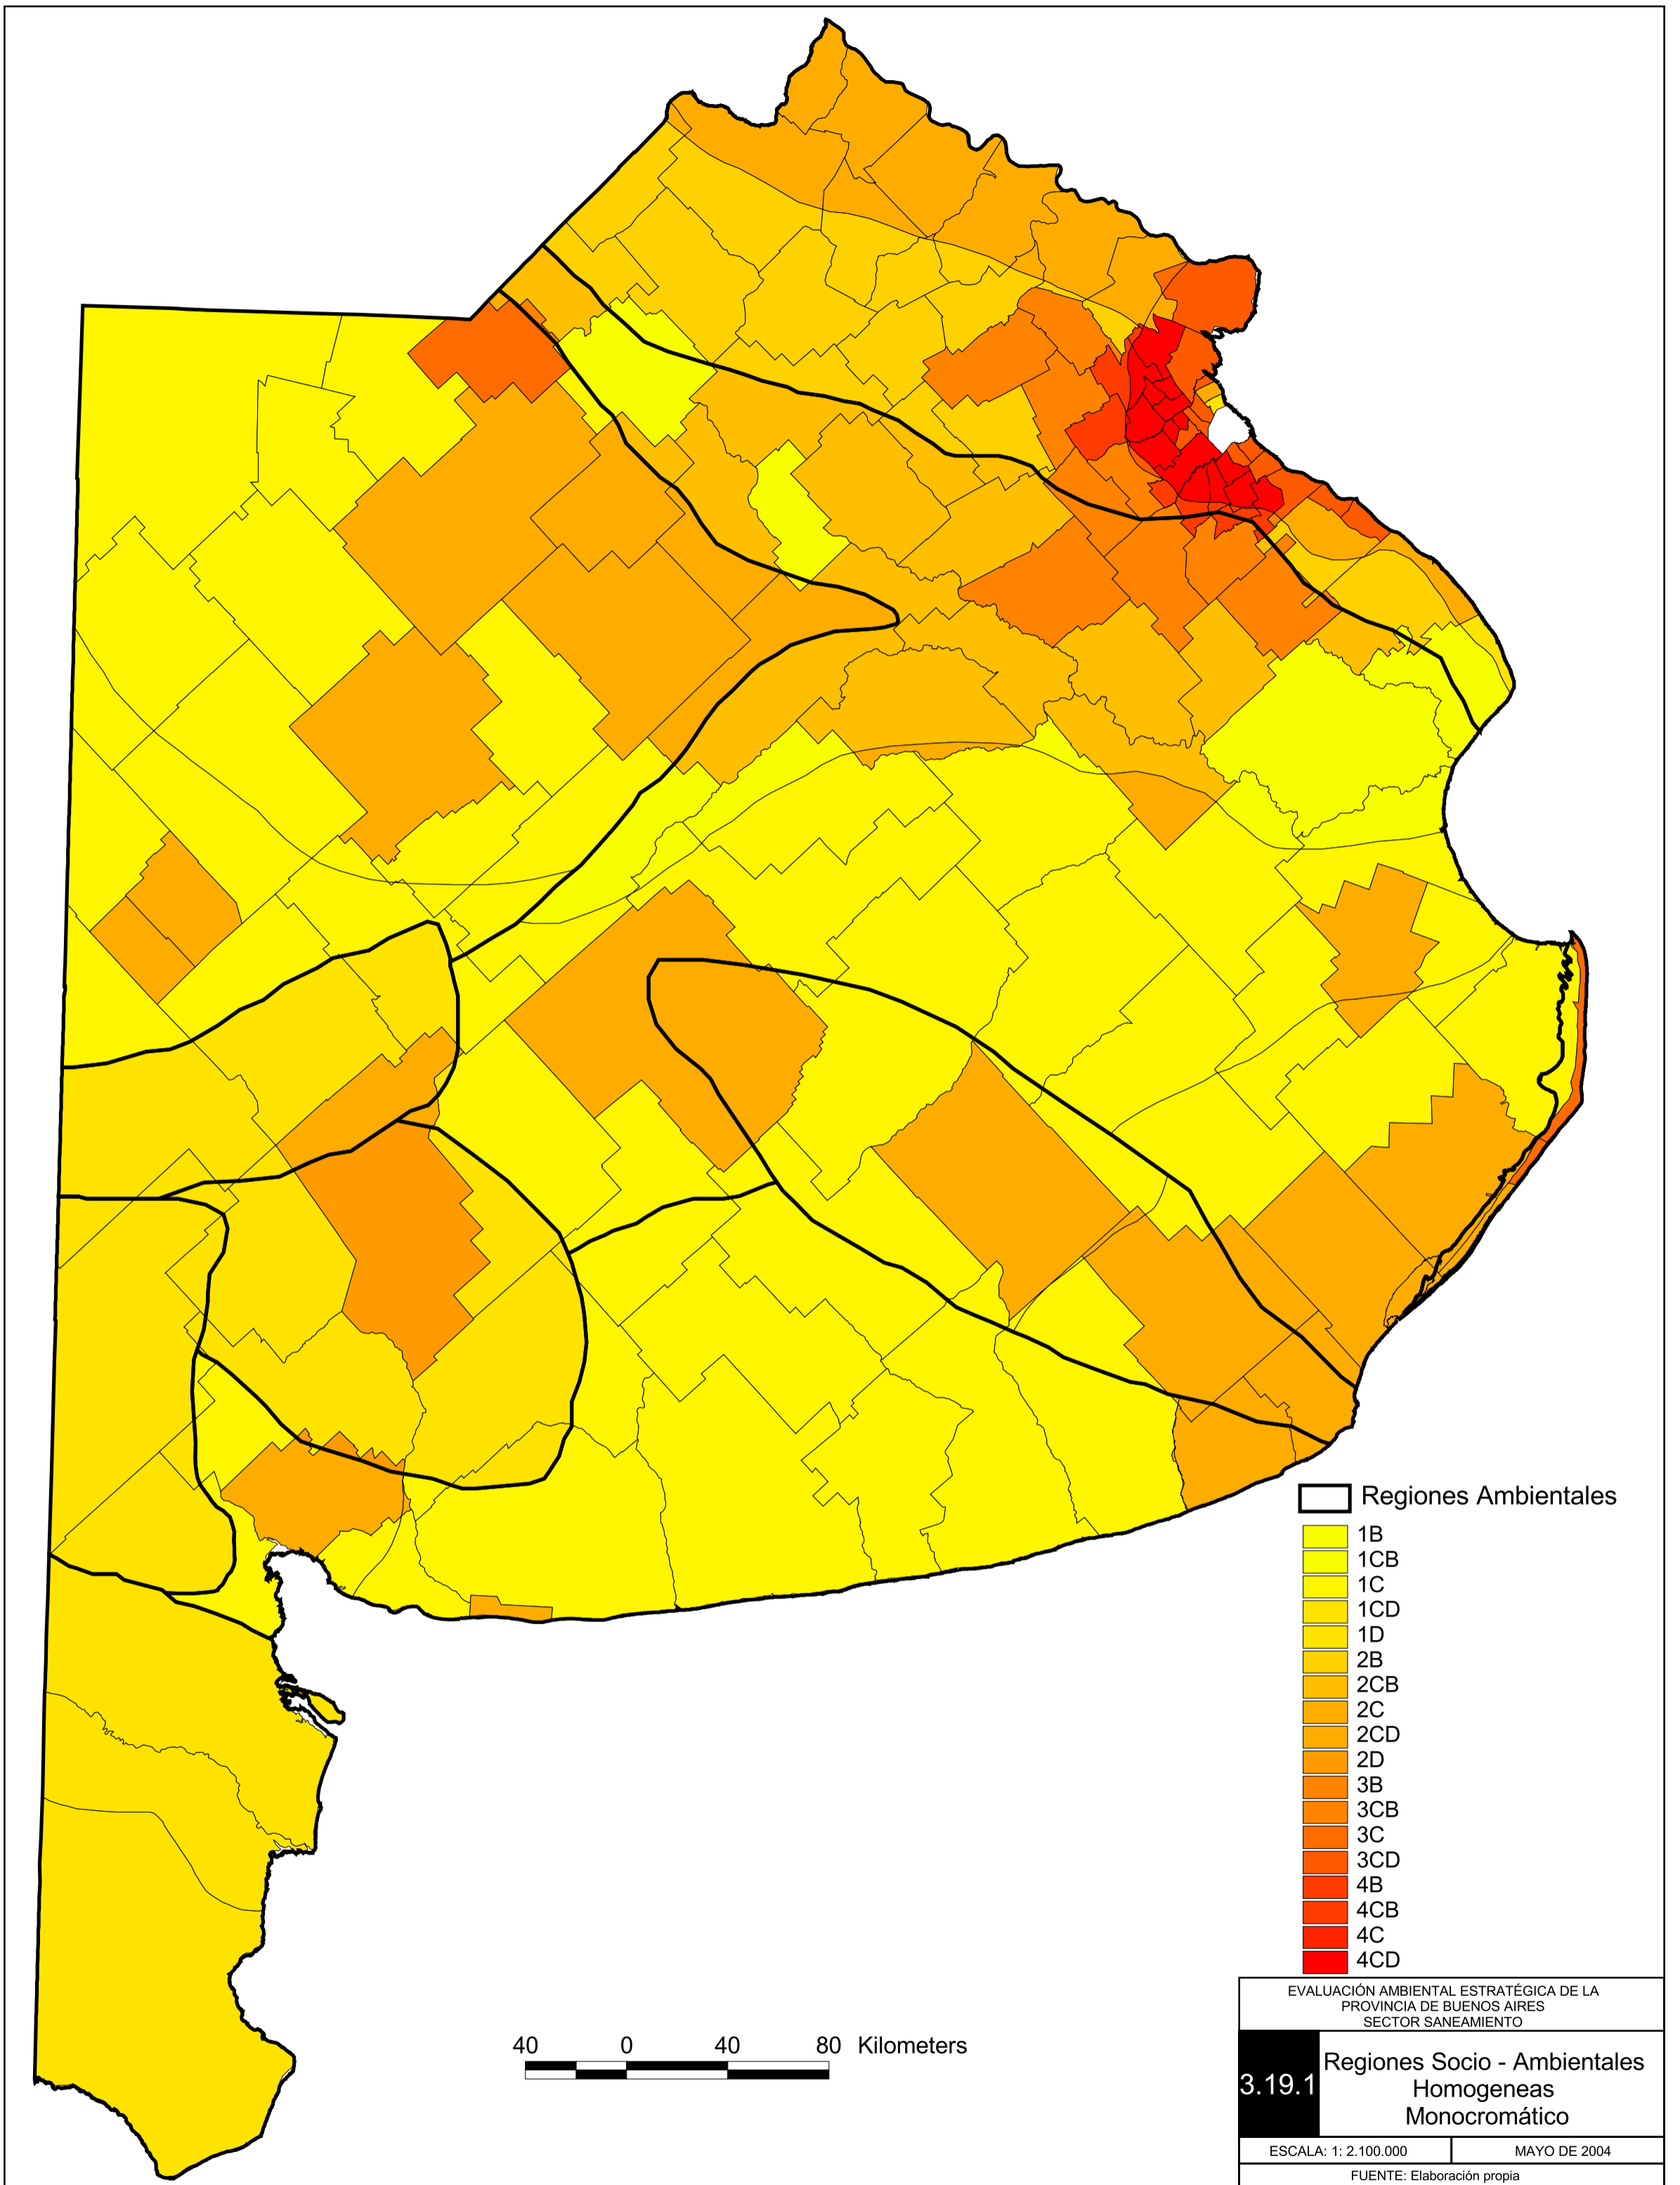 Regiones Ambientales
1B
1CB
1C
1CD
1D
2B
2CB
2C
2CD
2D
3B
3CB
3C
3CD
4B
4CB
4C
4CD
40 0 40 80 Kilometers
EVALUACIÓN AMBIENTAL ESTRATÉGICA DE LA
PROVINCIA DE BUENOS AIRES
SECTOR SANEAMIENTO
3.19.1
Regiones Socio - Ambientales
Homogeneas
Monocromático
ESCALA: 1: 2.100.000
MAYO DE 2004
FUENTE: Elaboración propia